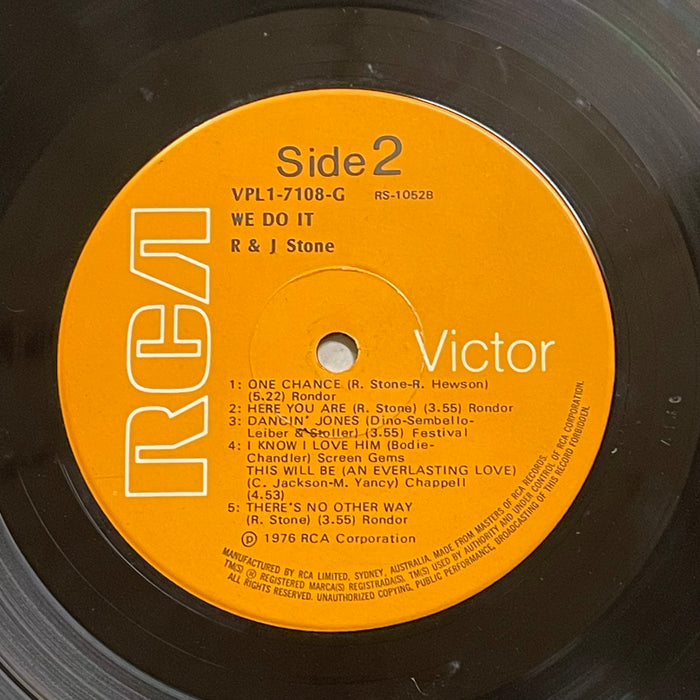 Side 2
VPL1-7108-G RS-1052B
WE DO IT
R & J Stone
RCA
Victor
1: ONE CHANCE (R. Stone-R. Hewson)
(5.22) Rondor
2: HERE YOU ARE (R. Stone) (3.55) Rondor
3: DANCIN' JONES (Dino-Sembello-
Leiber & Stoller) (3.55) Festival
4: I KNOW I LOVE HIM (Bodie-
Chandler) Screen Gems
THIS WILL BE (AN EVERLASTING LOVE)
(C. Jackson-M. Yancy) Chappell
(4.53)
5: THERE'S NO OTHER WAY
(R. Stone) (3.55) Rondor
℗ 1976 RCA Corporation
MANUFACTURED BY RCA LIMITED, SYDNEY, AUSTRALIA, MADE FROM MASTERS OF RCA RECORDS.
TM(S) ® REGISTERED MARCA(S) REGISTRADA(S). TM(S) USED BY AUTHORITY AND UNDER CONTROL OF RCA CORPORATION.
ALL RIGHTS RESERVED. UNAUTHORIZED COPYING, PUBLIC PERFORMANCE, BROADCASTING OF THIS RECORD FORBIDDEN.